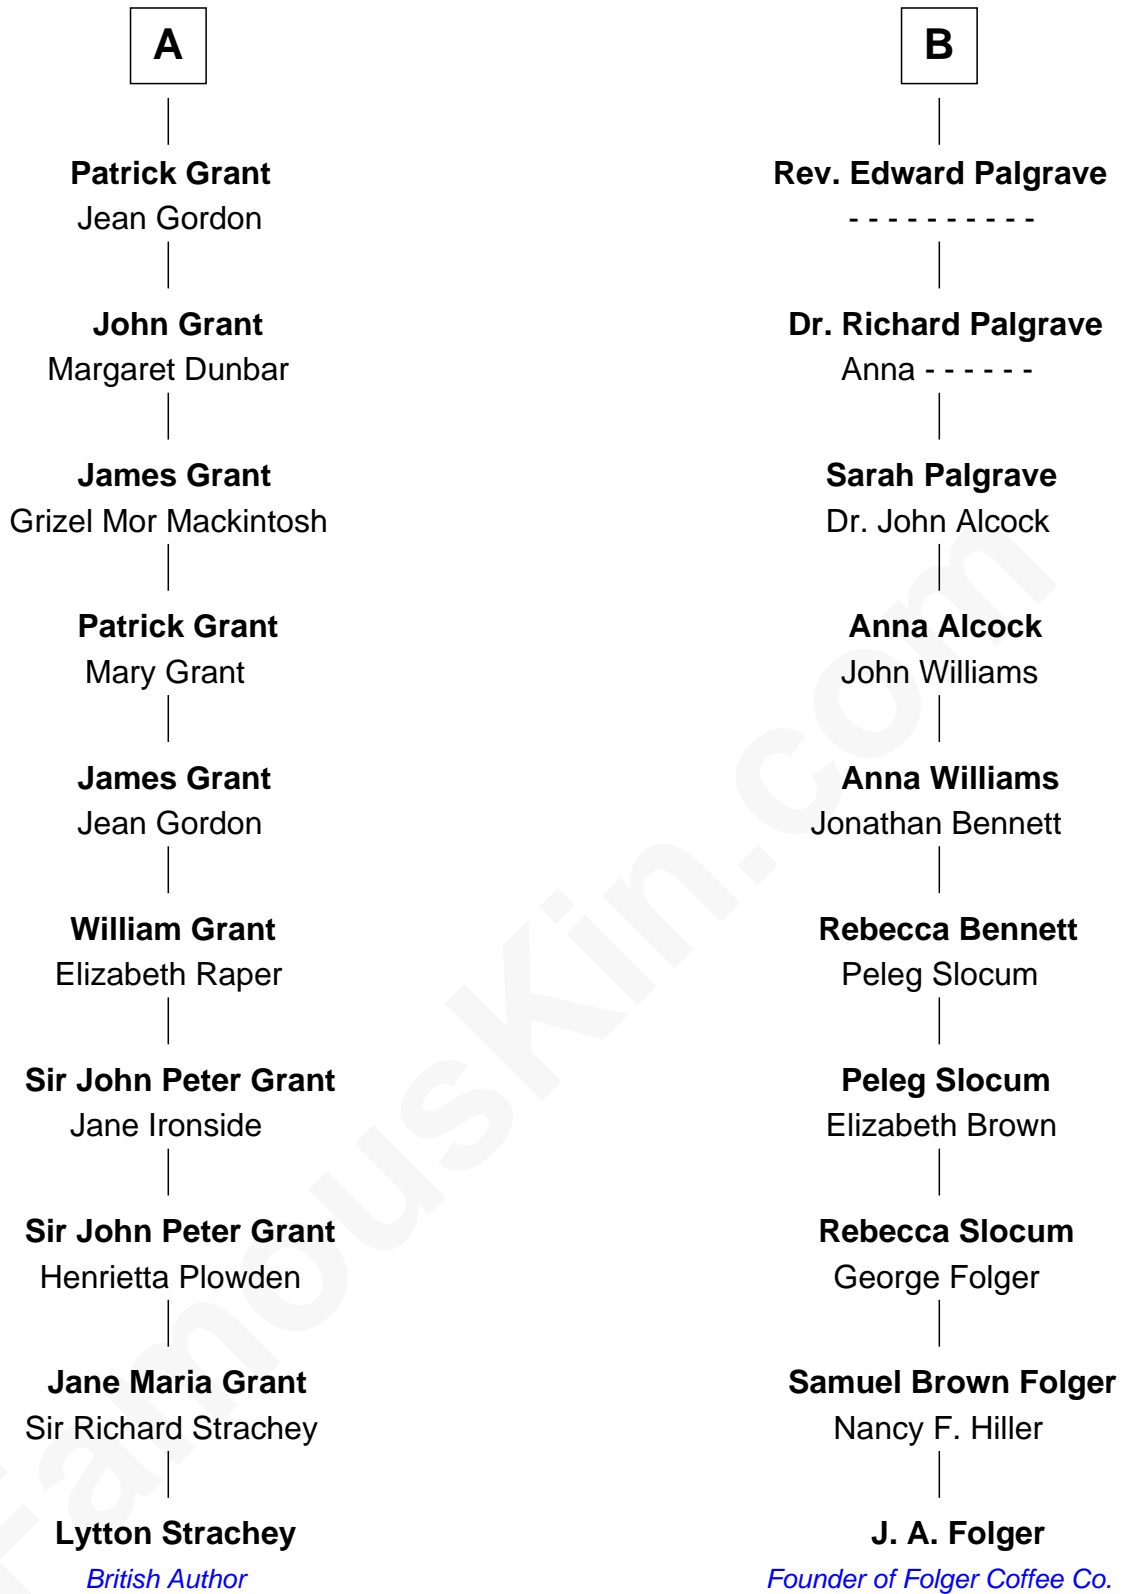 A
Patrick Grant
Jean Gordon
John Grant
Margaret Dunbar
James Grant
Grizel Mor Mackintosh
Patrick Grant
Mary Grant
James Grant
Jean Gordon
William Grant
Elizabeth Raper
Sir John Peter Grant
Jane Ironside
Sir John Peter Grant
Henrietta Plowden
Jane Maria Grant
Sir Richard Strachey
Lytton Strachey
British Author
B
Rev. Edward Palgrave
- - - - - - - - - -
Dr. Richard Palgrave
Anna - - - - - -
Sarah Palgrave
Dr. John Alcock
Anna Alcock
John Williams
Anna Williams
Jonathan Bennett
Rebecca Bennett
Peleg Slocum
Peleg Slocum
Elizabeth Brown
Rebecca Slocum
George Folger
Samuel Brown Folger
Nancy F. Hiller
J. A. Folger
Founder of Folger Coffee Co.
FamousKin.com